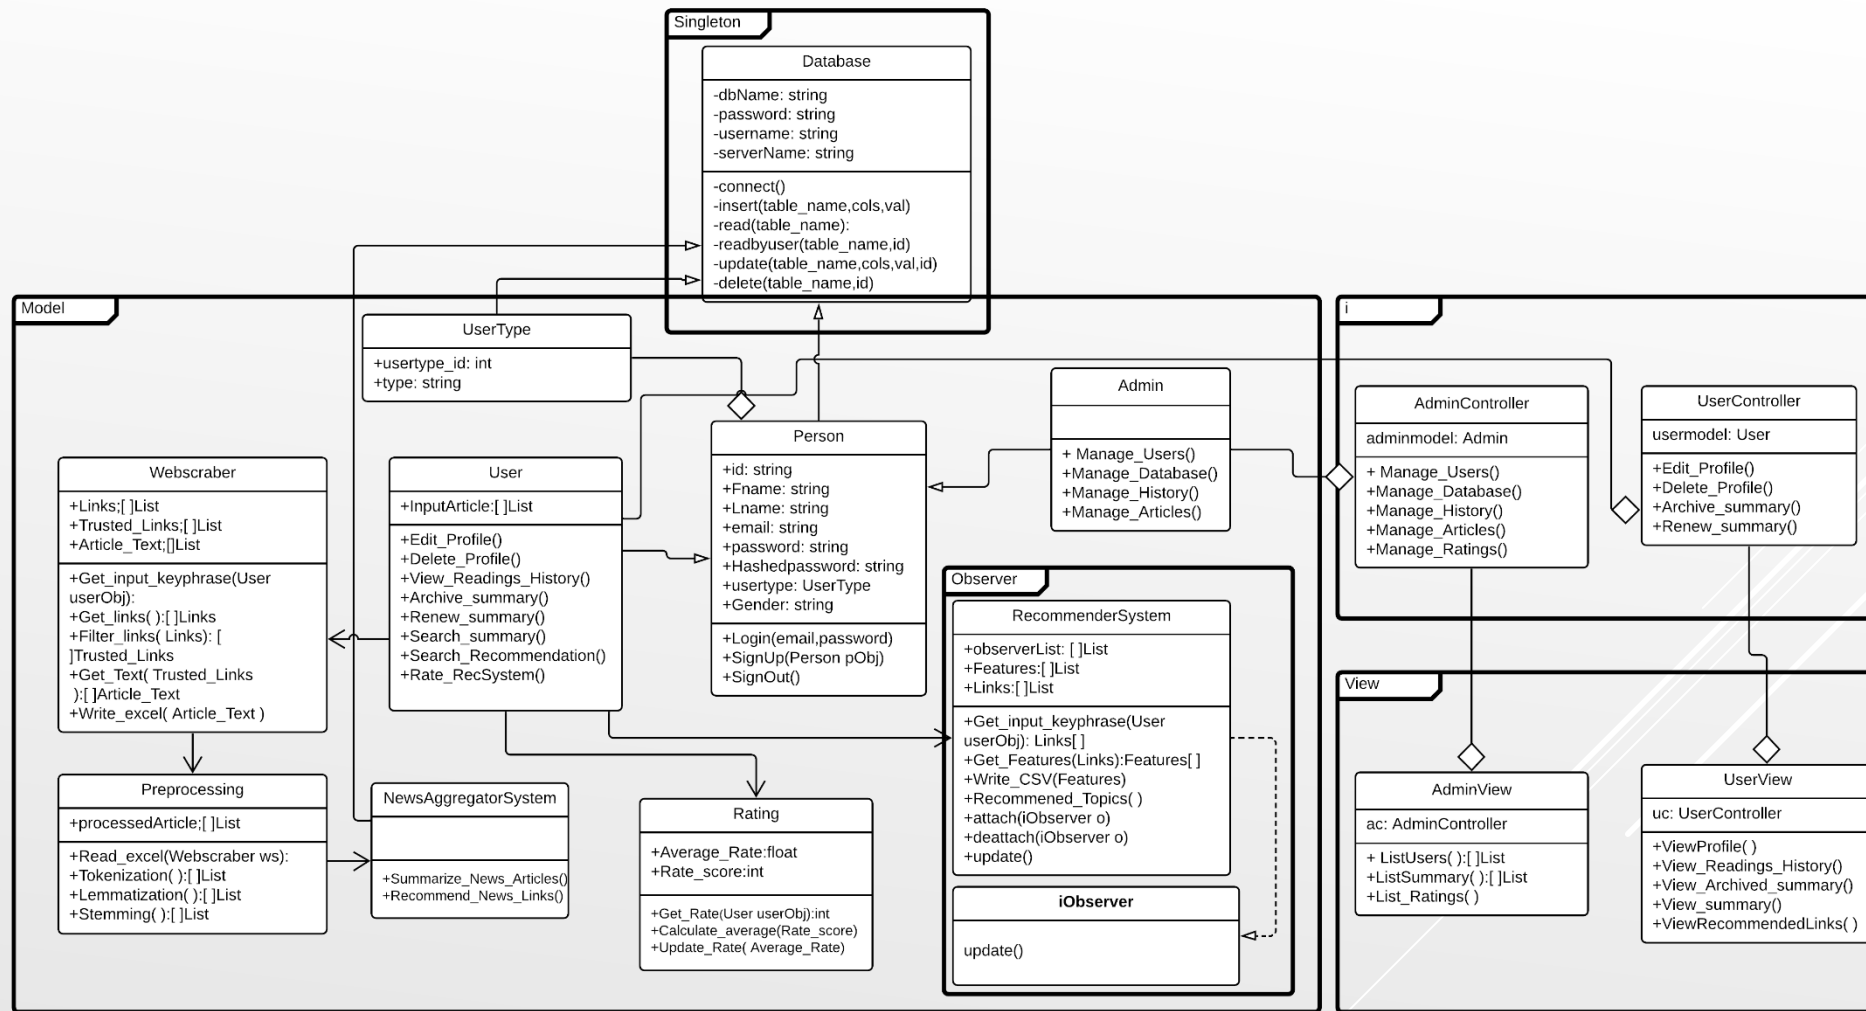 Singleton
Database
-dbName: string
-password: string
-username: string
-serverName: string
-connect()
-insert(table_name,cols,val)
-read(table_name):
-readbyuser(table_name,id)
-update(table_name,cols,val,id)
-delete(table_name,id)
Model
UserType
+usertype_id: int
+type: string
Webscraber
+Links;[ ]List
+Trusted_Links;[ ]List
+Article_Text;[]List
+Get_input_keyphrase(User
userObj):
+Get_links( ):[ ]Links
+Filter_links( Links): [
]Trusted_Links
+Get_Text( Trusted_Links
):[ ]Article_Text
+Write_excel( Article_Text )
User
+InputArticle:[ ]List
+Edit_Profile()
+Delete_Profile()
+View_Readings_History()
+Archive_summary()
+Renew_summary()
+Search_summary()
+Search_Recommendation()
+Rate_RecSystem()
Person
+id: string
+Fname: string
+Lname: string
+email: string
+password: string
+Hashedpassword: string
+usertype: UserType
+Gender: string
+Login(email,password)
+SignUp(Person pObj)
+SignOut()
Admin
+ Manage_Users()
+Manage_Database()
+Manage_History()
+Manage_Articles()
Observer
RecommenderSystem
+observerList: [ ]List
+Features:[ ]List
+Links:[ ]List
+Get_input_keyphrase(User
userObj): Links[ ]
+Get_Features(Links):Features[ ]
+Write_CSV(Features)
+Recommened_Topics( )
+attach(iObserver o)
+deattach(iObserver o)
+update()
iObserver
update()
Preprocessing
+processedArticle;[ ]List
+Read_excel(Webscraber ws):
+Tokenization( ):[ ]List
+Lemmatization( ):[ ]List
+Stemming( ):[ ]List
NewsAggregatorSystem
+Summarize_News_Articles()
+Recommend_News_Links()
Rating
+Average_Rate:float
+Rate_score:int
+Get_Rate(User userObj):int
+Calculate_average(Rate_score)
+Update_Rate( Average_Rate)
i
AdminController
adminmodel: Admin
+ Manage_Users()
+Manage_Database()
+Manage_History()
+Manage_Articles()
+Manage_Ratings()
UserController
usermodel: User
+Edit_Profile()
+Delete_Profile()
+Archive_summary()
+Renew_summary()
View
AdminView
ac: AdminController
+ ListUsers( ):[ ]List
+ListSummary( ):[ ]List
+List_Ratings( )
UserView
uc: UserController
+ViewProfile( )
+View_Readings_History()
+View_Archived_summary()
+View_summary()
+ViewRecommendedLinks( )